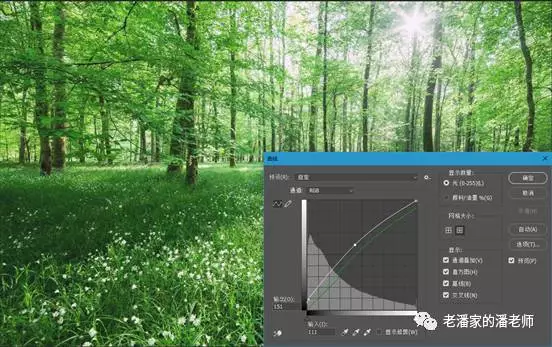 曲线
预设(R): 自定
通道: RGB
输出(O):
151
输入(I):
111
显示修剪(W)
显示数量:
光 (0-255)(L)
颜料/油墨 %(G)
网格大小:
显示:
通道叠加(V)
直方图(H)
基线(B)
交叉线(N)
确定
取消
自动(A)
选项(T)...
预览(P)
老潘家的潘老师